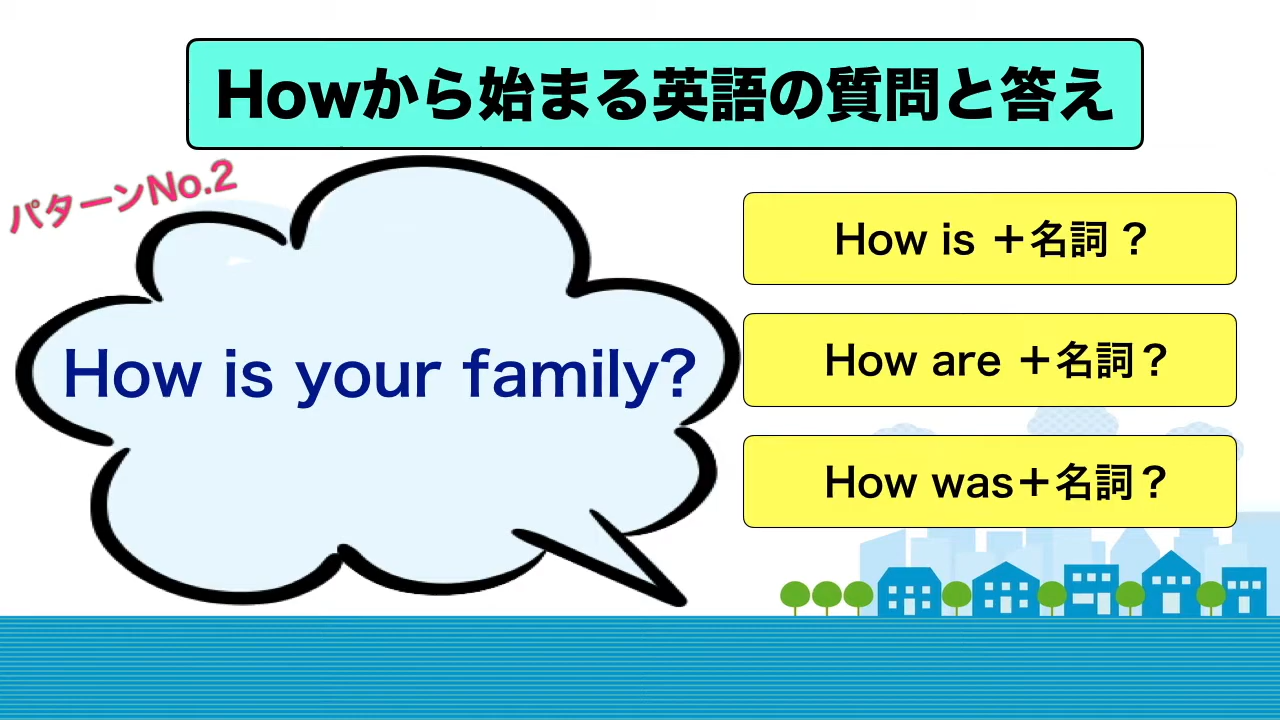 Howから始まる英語の質問と答え
パターンNo.2
How is your family?
How is ＋名詞 ?
How are ＋名詞？
How was＋名詞？